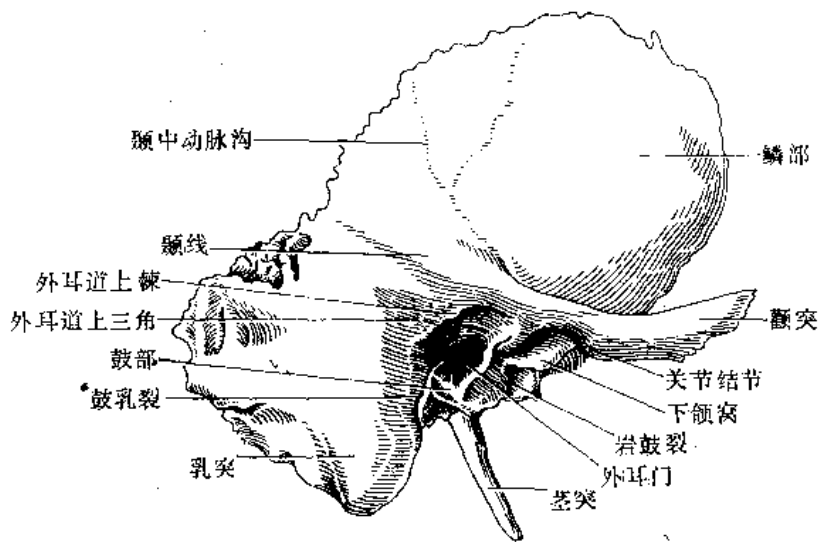 颞中动脉沟
鳞部
颞线
外耳道上棘
外耳道上三角
颧突
鼓部
关节结节
鼓乳裂
下颌窝
岩鼓裂
乳突
外耳门
茎突